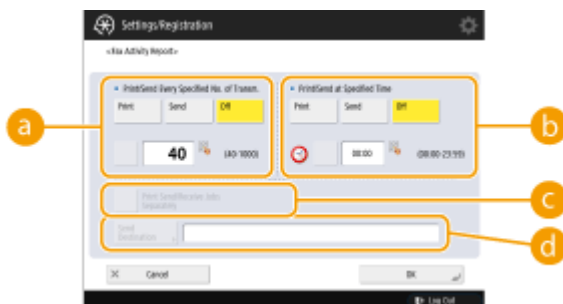 Settings/Registration
<Fax Activity Report>
Print/Send Every Specified No. of Transm.
Print Send Off
40 (40-1000)
Print/Send at Specified Time
Print Send Off
00:00 (00:00-23:59)
Print Send/Receive Jobs
Separately
Send
Destination
Cancel
OK
Log Out
a
b
c
d